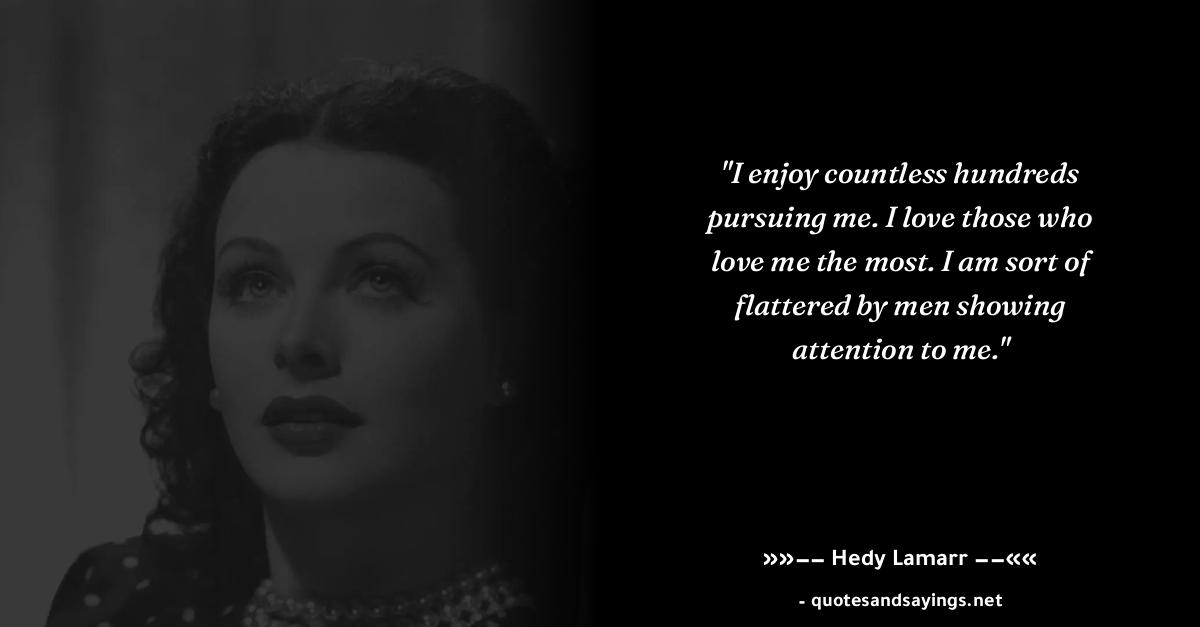 "I enjoy countless hundreds
pursuing me. I love those who
love me the most. I am sort of
flattered by men showing
attention to me."
»»−− Hedy Lamarr −−««
- quotesandsayings.net